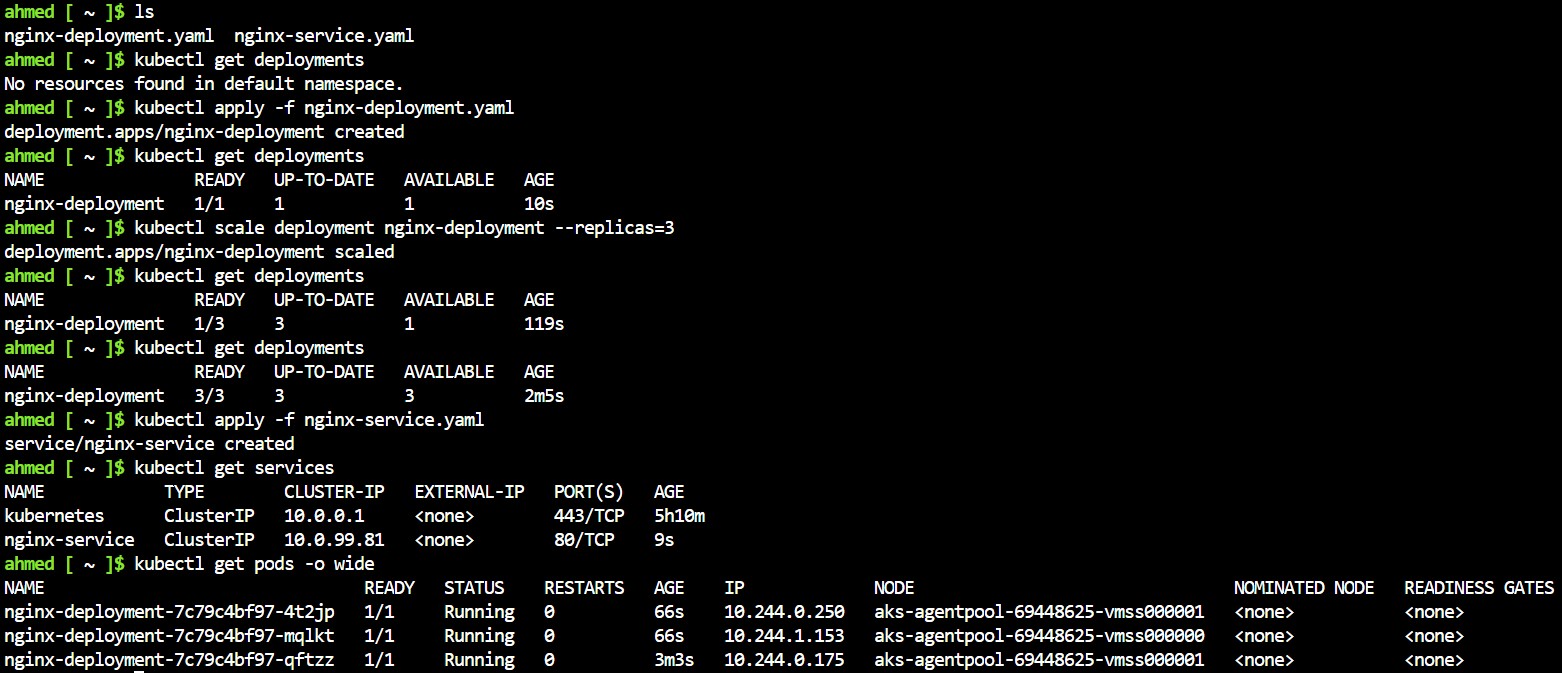 ahmed [ ~ ]$ ls
nginx-deployment.yaml  nginx-service.yaml
ahmed [ ~ ]$ kubectl get deployments
No resources found in default namespace.
ahmed [ ~ ]$ kubectl apply -f nginx-deployment.yaml
deployment.apps/nginx-deployment created
ahmed [ ~ ]$ kubectl get deployments
NAME               READY   UP-TO-DATE   AVAILABLE   AGE
nginx-deployment   1/1     1            1           10s
ahmed [ ~ ]$ kubectl scale deployment nginx-deployment --replicas=3
deployment.apps/nginx-deployment scaled
ahmed [ ~ ]$ kubectl get deployments
NAME               READY   UP-TO-DATE   AVAILABLE   AGE
nginx-deployment   1/3     3            1           119s
ahmed [ ~ ]$ kubectl get deployments
NAME               READY   UP-TO-DATE   AVAILABLE   AGE
nginx-deployment   3/3     3            3           2m5s
ahmed [ ~ ]$ kubectl apply -f nginx-service.yaml
service/nginx-service created
ahmed [ ~ ]$ kubectl get services
NAME            TYPE        CLUSTER-IP   EXTERNAL-IP   PORT(S)   AGE
kubernetes      ClusterIP   10.0.0.1     <none>        443/TCP   5h10m
nginx-service   ClusterIP   10.0.99.81   <none>        80/TCP    9s
ahmed [ ~ ]$ kubectl get pods -o wide
NAME                                READY   STATUS    RESTARTS   AGE    IP             NODE                                NOMINATED NODE   READINESS GATES
nginx-deployment-7c79c4bf97-4t2jp   1/1     Running   0          66s    10.244.0.250   aks-agentpool-69448625-vmss000001   <none>           <none>
nginx-deployment-7c79c4bf97-mqlkt   1/1     Running   0          66s    10.244.1.153   aks-agentpool-69448625-vmss000000   <none>           <none>
nginx-deployment-7c79c4bf97-qftzz   1/1     Running   0          3m3s   10.244.0.175   aks-agentpool-69448625-vmss000001   <none>           <none>